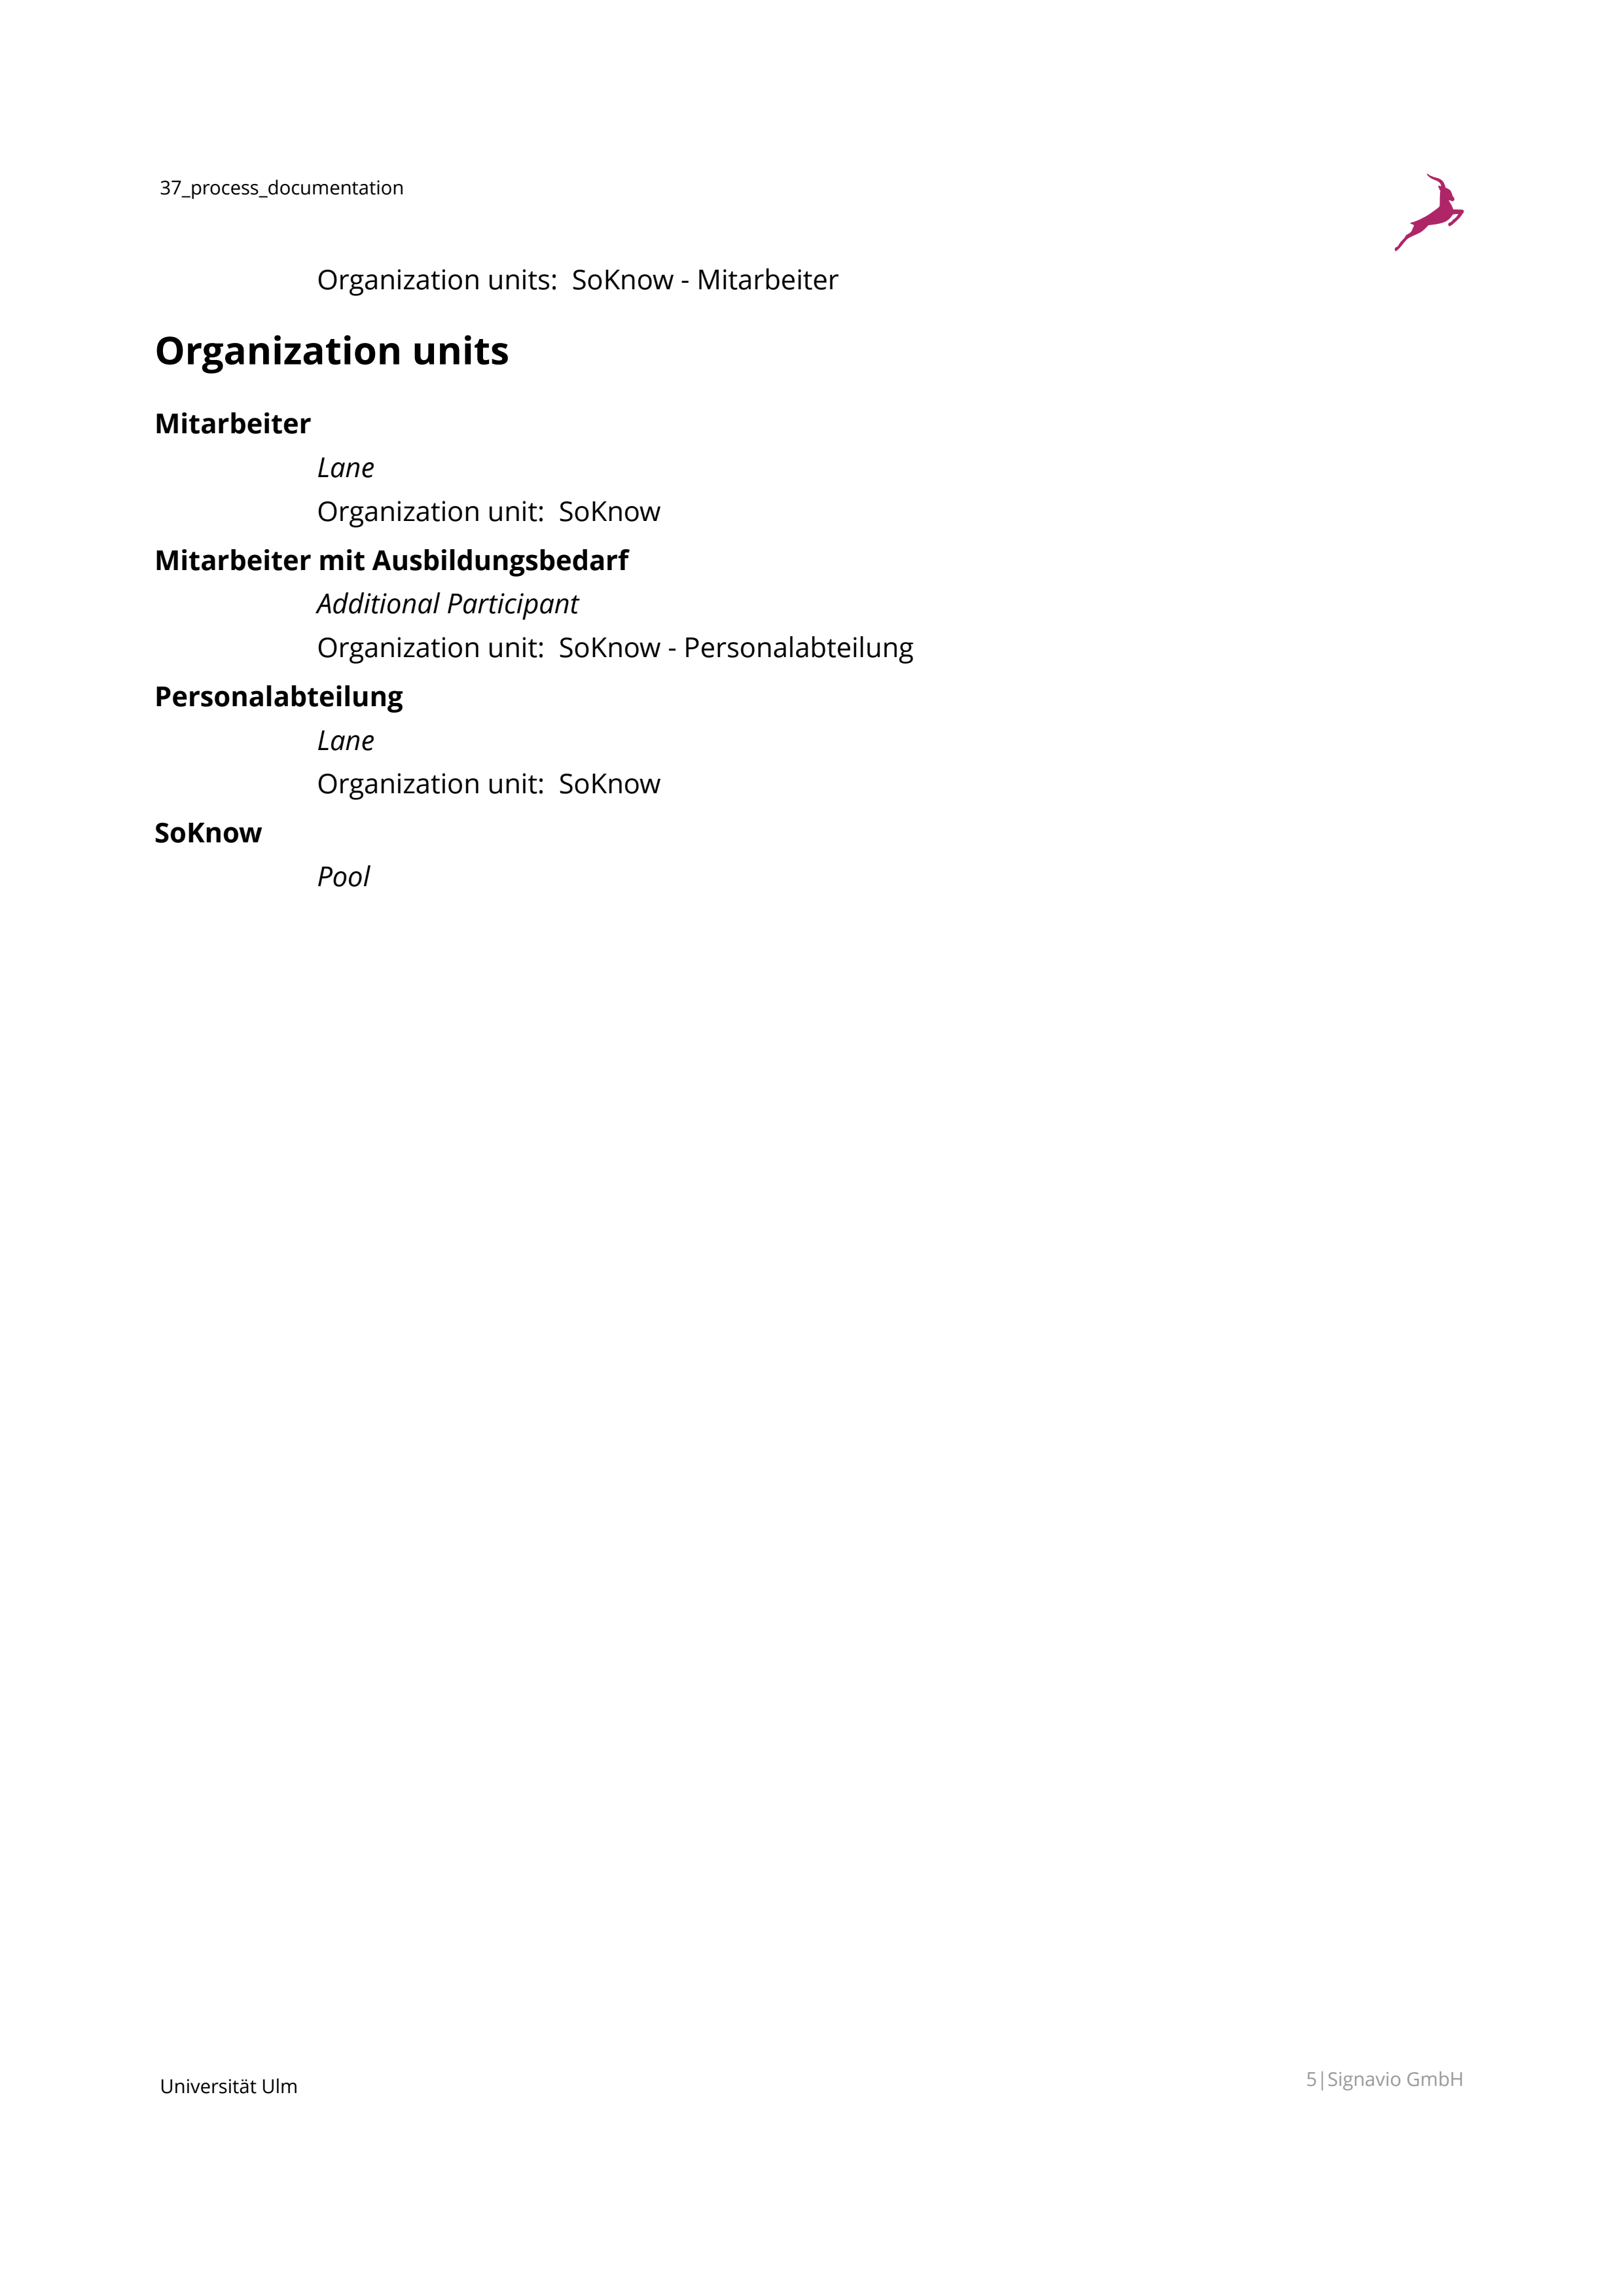 37_process_documentation
Organization units:  SoKnow - Mitarbeiter
Organization units
Mitarbeiter
Lane
Organization unit:  SoKnow
Mitarbeiter mit Ausbildungsbedarf
Additional Participant
Organization unit:  SoKnow - Personalabteilung
Personalabteilung
Lane
Organization unit:  SoKnow
SoKnow
Pool
Universität Ulm
5|Signavio GmbH